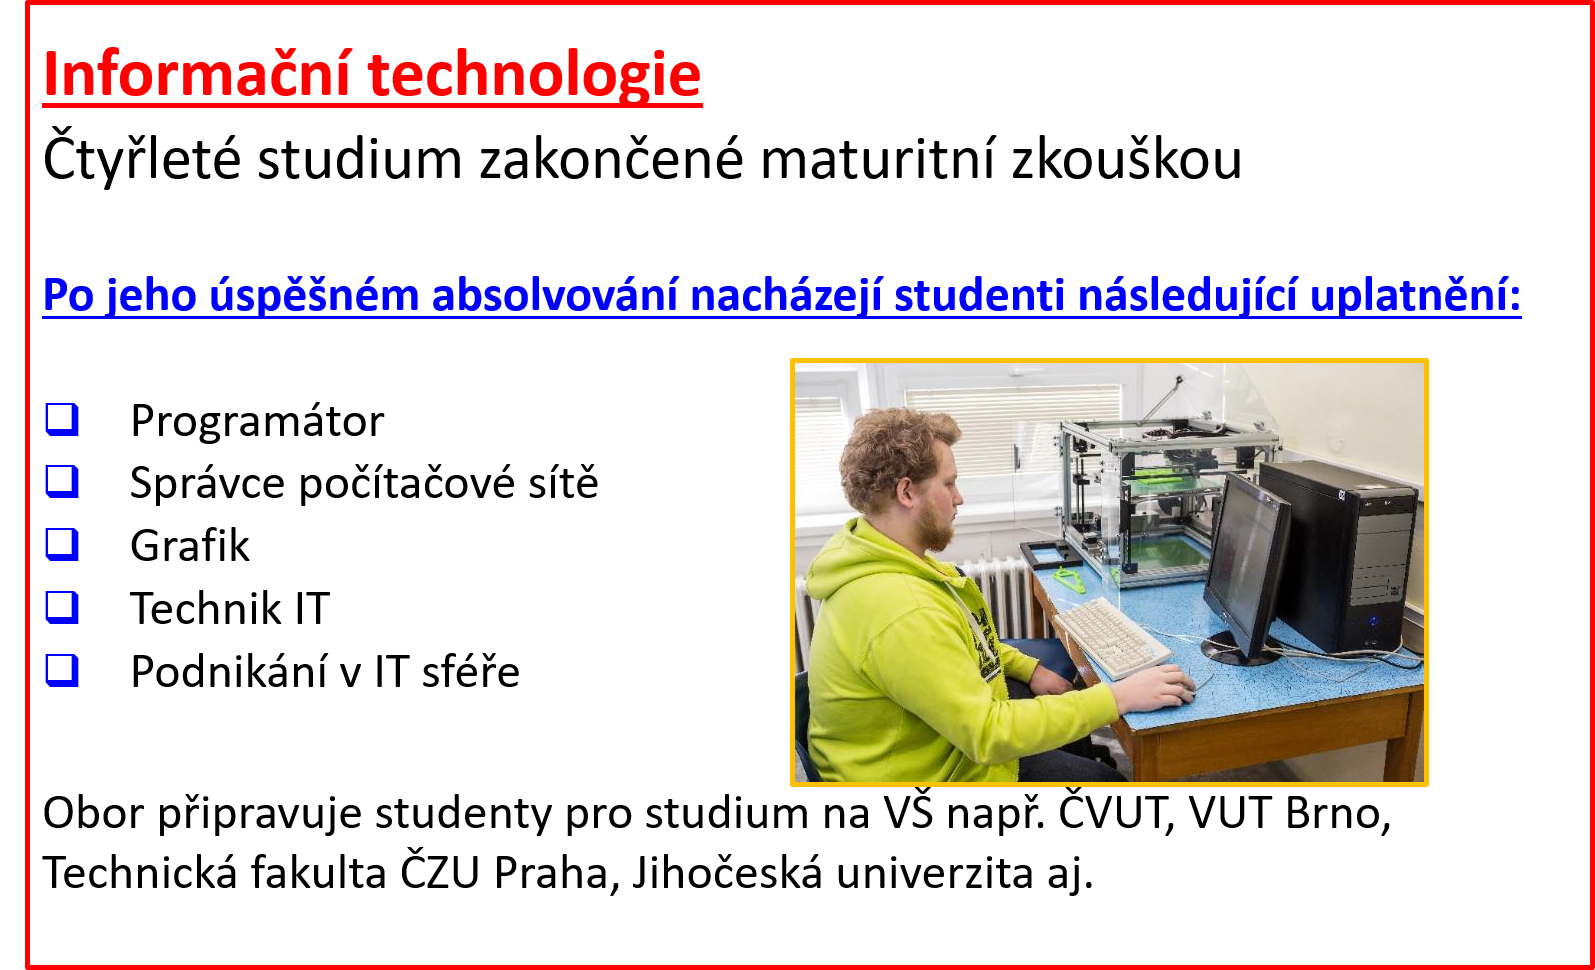 Informační technologie
Čtyřleté studium zakončené maturitní zkouškou
Po jeho úspěšném absolvování nacházejí studenti následující uplatnění:
Programátor
Správce počítačové sítě
Grafik
Technik IT
Podnikání v IT sféře
Obor připravuje studenty pro studium na VŠ např. ČVUT, VUT Brno,
Technická fakulta ČZU Praha, Jihočeská univerzita aj.